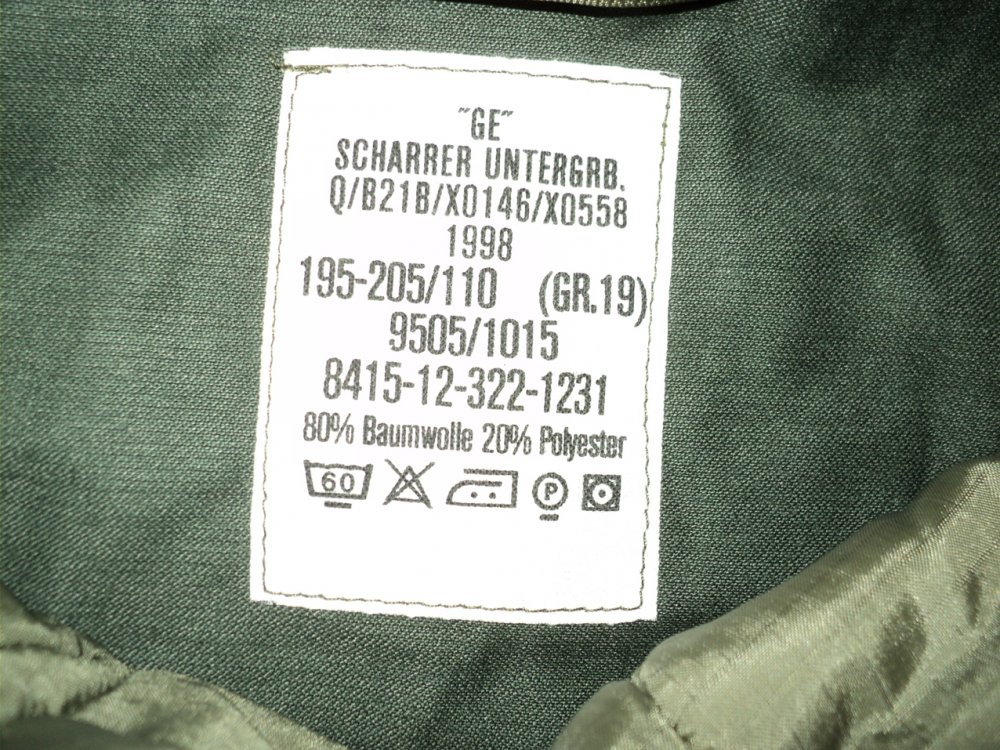 "GE"
SCHARRER UNTERGRB.
Q/B21B/X0146/X0558
1998
195-205/110 (GR.19)
9505/1015
8415-12-322-1231
80% Baumwolle 20% Polyester
60 P